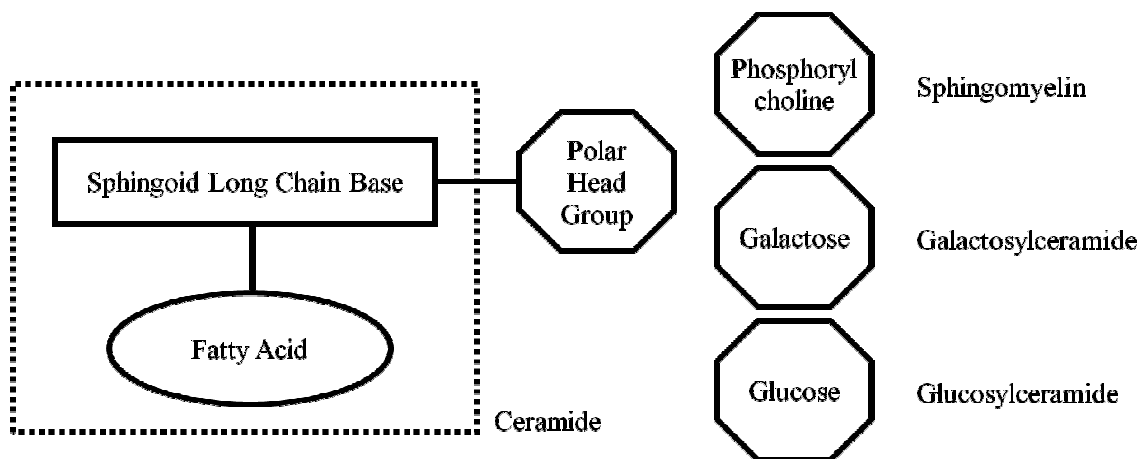 Sphingoid Long Chain Base
Fatty Acid
Ceramide
Polar
Head
Group
Phosphoryl
choline
Sphingomyelin
Galactose
Galactosylceramide
Glucose
Glucosylceramide